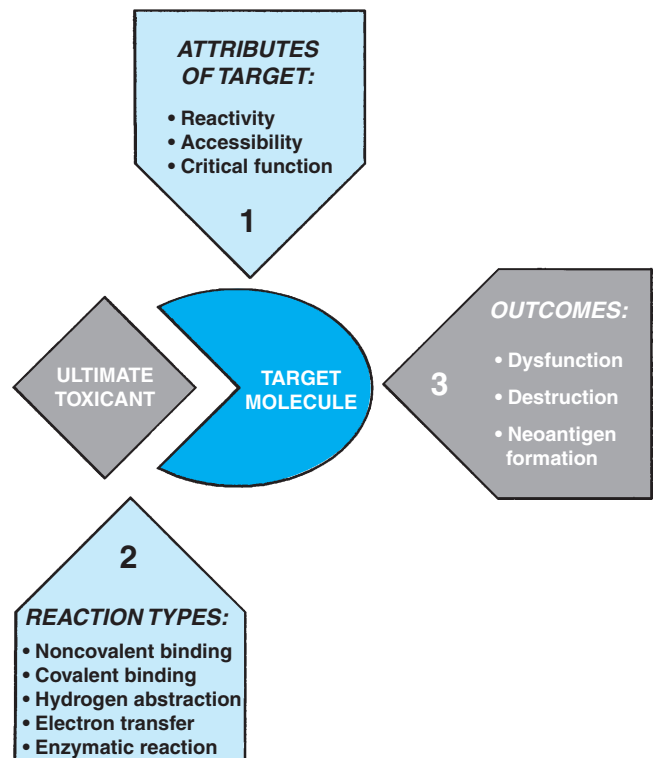 ATTRIBUTES
OF TARGET:
• Reactivity
• Accessibility
• Critical function
1
ULTIMATE
TOXICANT
TARGET
MOLECULE
OUTCOMES:
• Dysfunction
• Destruction
• Neoantigen
formation
3
2
REACTION TYPES:
• Noncovalent binding
• Covalent binding
• Hydrogen abstraction
• Electron transfer
• Enzymatic reaction